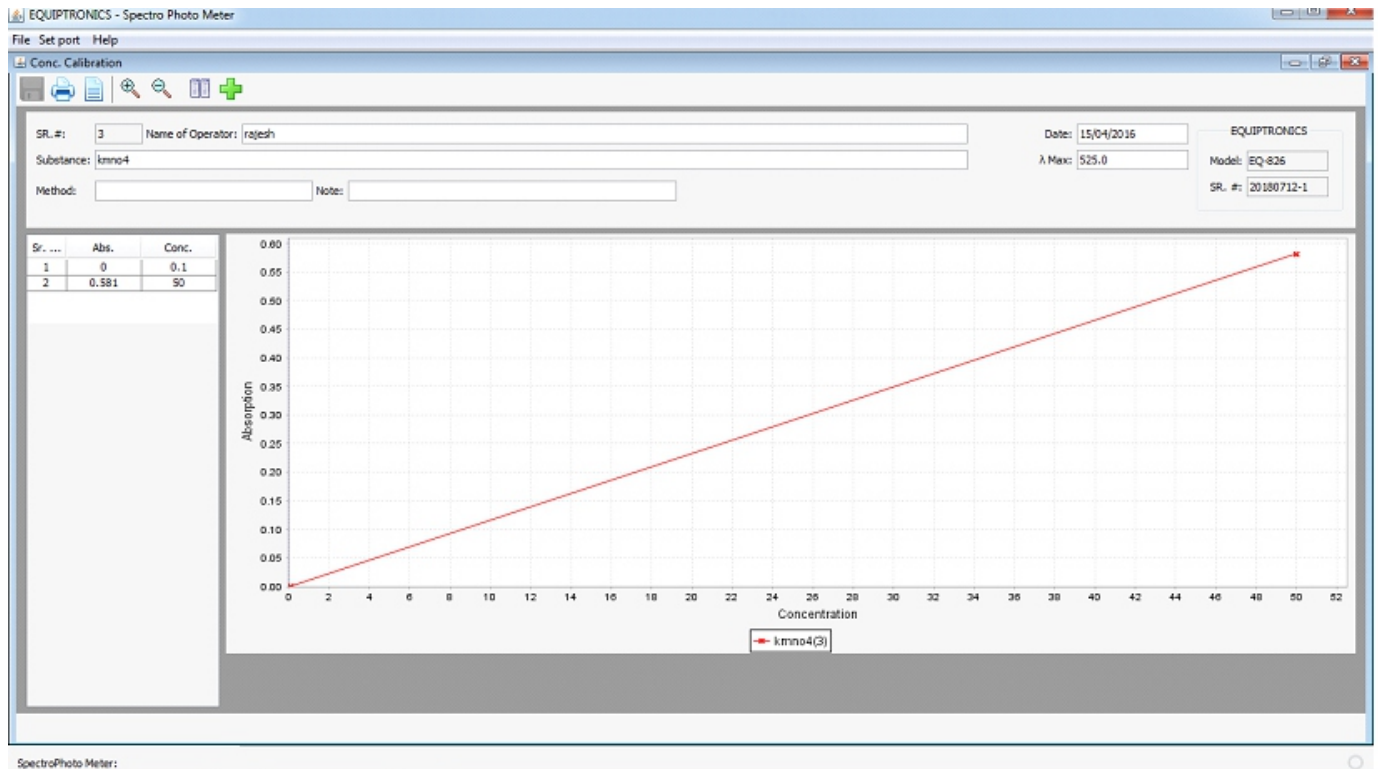 EQUIPTRONICS - Spectro Photo Meter
File Set port Help
Conc. Calibration
SR.#: 3 Name of Operator: rajesh Date: 15/04/2016 EQUIPTRONICS
Substance: kmno4 λ Max: 525.0 Model: EQ-826
Method: Note: SR. #: 20180712-1
Sr. ... Abs. Conc.
1 0 0.1
2 0.581 50
0.60
0.55
0.50
0.45
0.40
0.35
0.30
0.25
0.20
0.15
0.10
0.05
0.00
Absorption
0 2 4 6 8 10 12 14 16 18 20 22 24 26 28 30 32 34 36 38 40 42 44 46 48 50 52
Concentration
kmno4(3)
SpectroPhoto Meter: